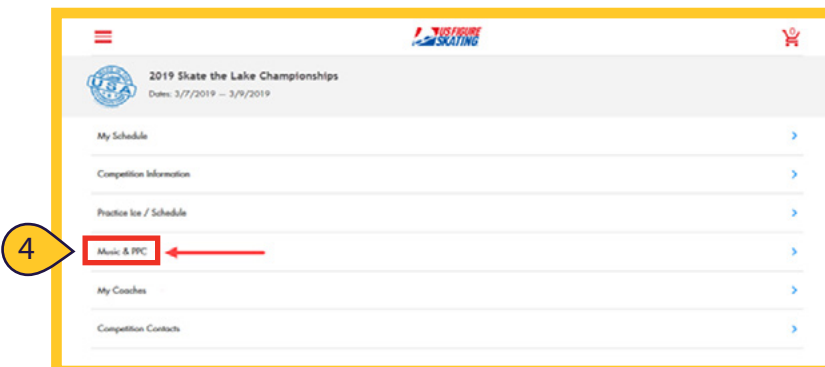 US FIGURE
SKATING
0
USA
2019 Skate the Lake Championships
Dates: 3/7/2019 — 3/9/2019
My Schedule
Competition Information
Practice Ice / Schedule
4
Music & PPC
My Coaches
Competition Contacts